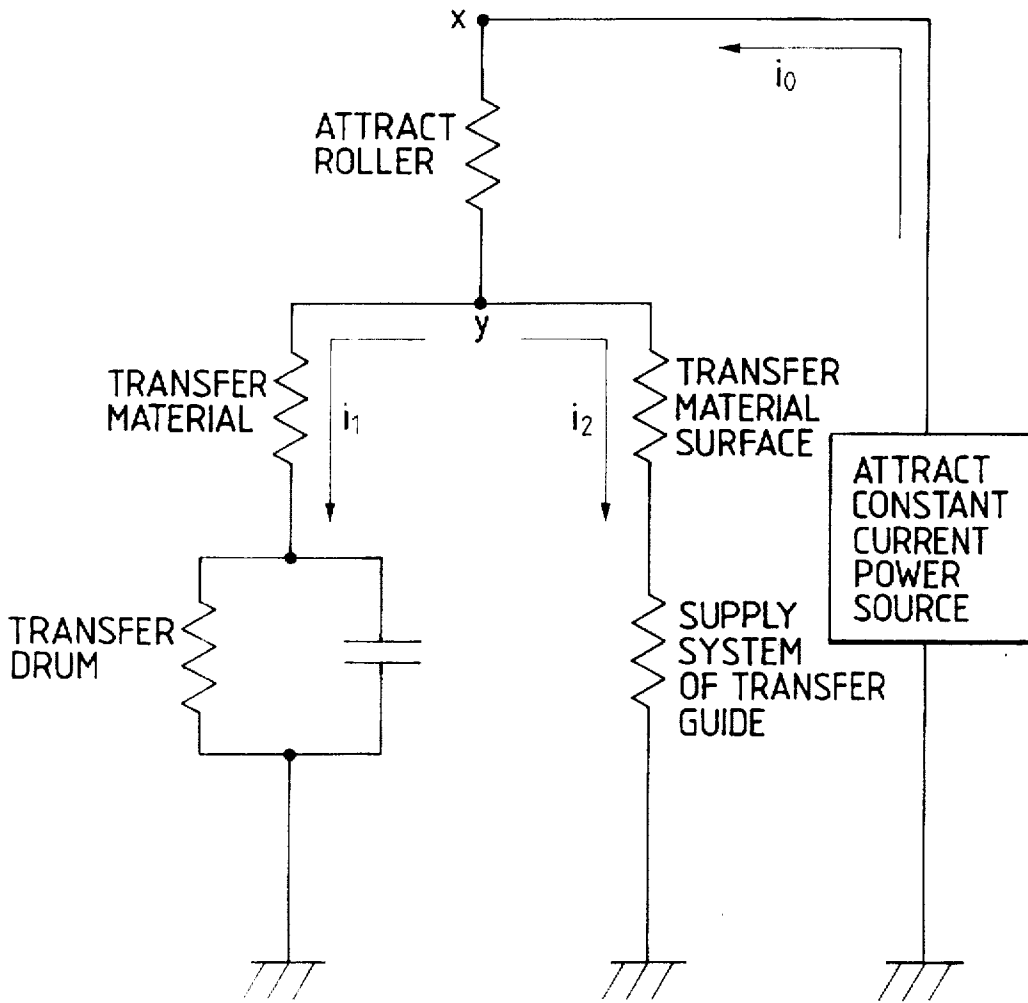 x
i0
ATTRACT
ROLLER
y
TRANSFER
MATERIAL
i1
i2
TRANSFER
MATERIAL
SURFACE
ATTRACT
CONSTANT
CURRENT
POWER
SOURCE
TRANSFER
DRUM
SUPPLY
SYSTEM
OF TRANSFER
GUIDE